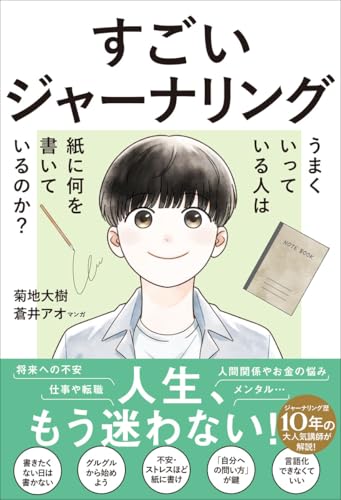 すごい
ジャーナリング
うまく
いって
いる人は
紙に何を
書いて
いるのか?
NOTE BOOK
菊地大樹
蒼井アオ マンガ
将来への不安
仕事や転職
人間関係やお金の悩み
メンタル…
人生、
もう迷わない!
ジャーナリング歴
10年の
大人気講師が
解説!
書きたく
ない日は
書かない
グルグル
から始め
よう
不安・
ストレスほど
紙に書け
「自分へ
の問い方」
が鍵
言語化
できなくて
いい